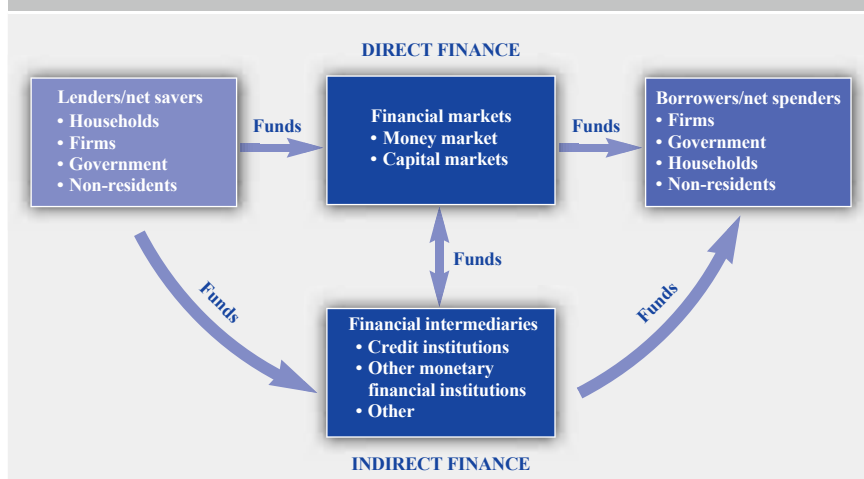 DIRECT FINANCE
Lenders/net savers
• Households
• Firms
• Government
• Non-residents
Funds
Financial markets
• Money market
• Capital markets
Funds
Borrowers/net spenders
• Firms
• Government
• Households
• Non-residents
Funds
Funds
Funds
Financial intermediaries
• Credit institutions
• Other monetary
financial institutions
• Other
INDIRECT FINANCE